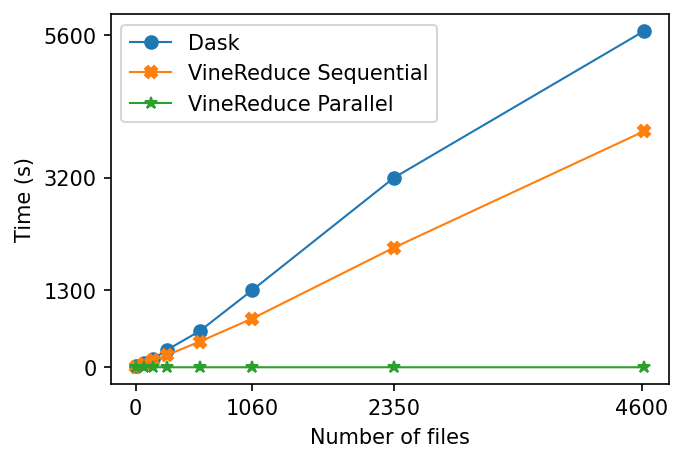 Dask
VineReduce Sequential
VineReduce Parallel
Time (s)
5600
3200
1300
0
0 1060 2350 4600
Number of files